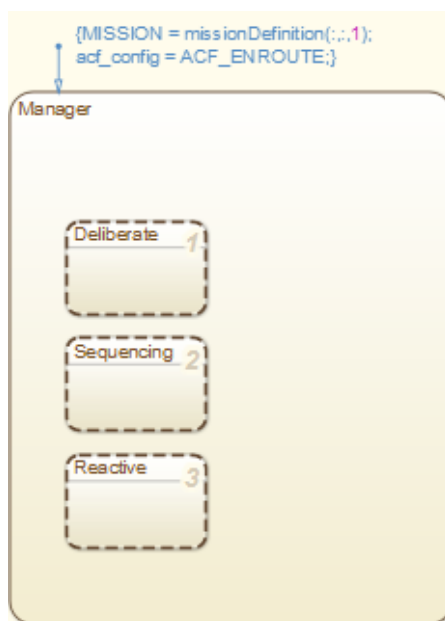 {MISSION = missionDefinition(:,:,1);
acf_config = ACF_ENROUTE;}
Manager
Deliberate 1
Sequencing 2
Reactive 3